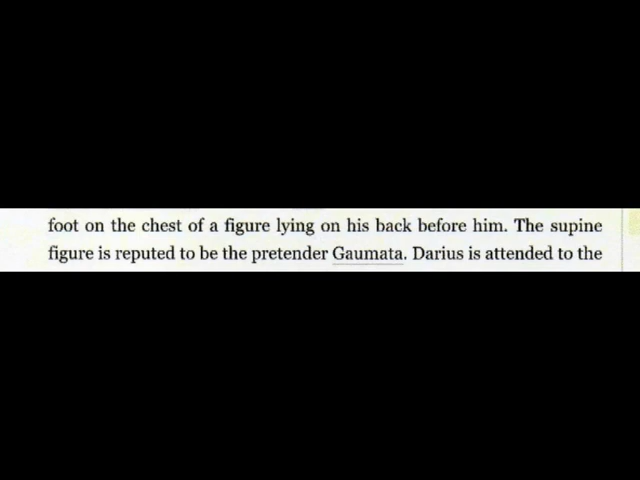 foot on the chest of a figure lying on his back before him. The supine
figure is reputed to be the pretender Gaumata. Darius is attended to the